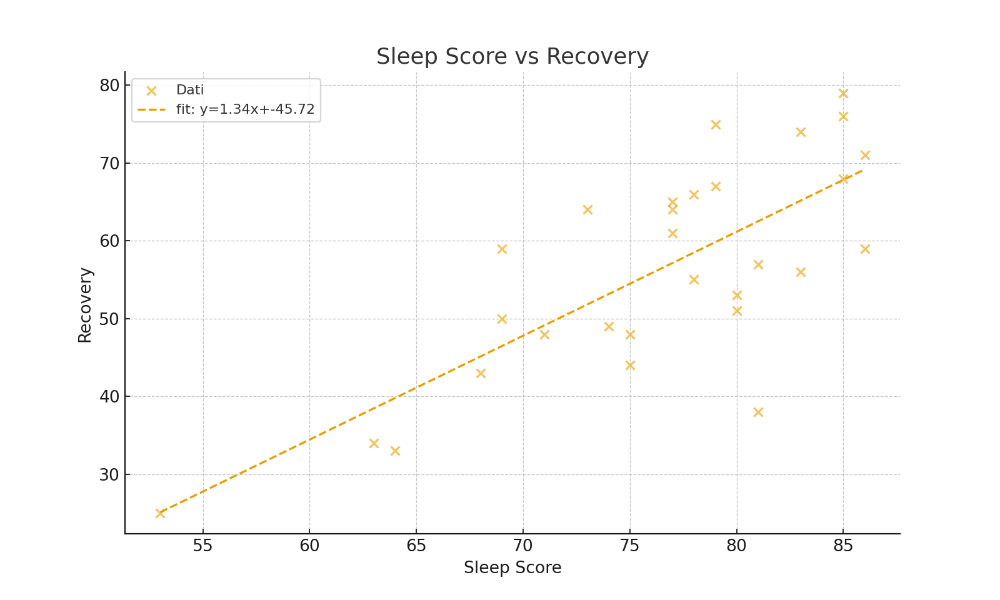 Sleep Score vs Recovery
Dati
fit: y=1.34x+-45.72
80
70
60
50
40
30
Recovery
55 60 65 70 75 80 85
Sleep Score